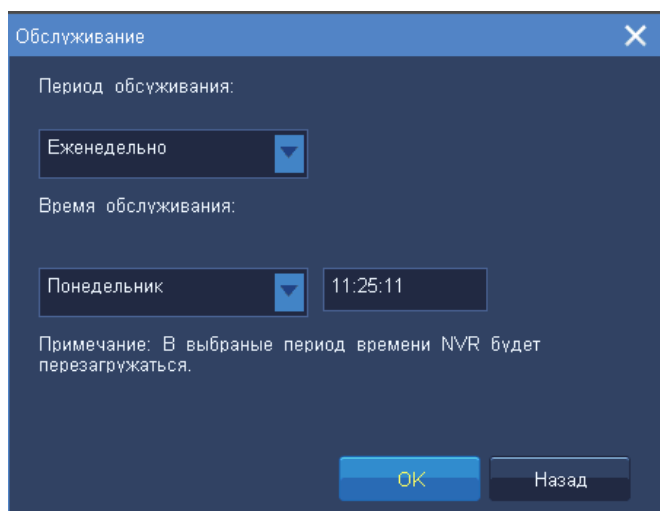 Обслуживание
Период обсуживания:
Еженедельно
Время обслуживания:
Понедельник 11:25:11
Примечание: В выбраные период времени NVR будет
перезагружаться.
OK Назад